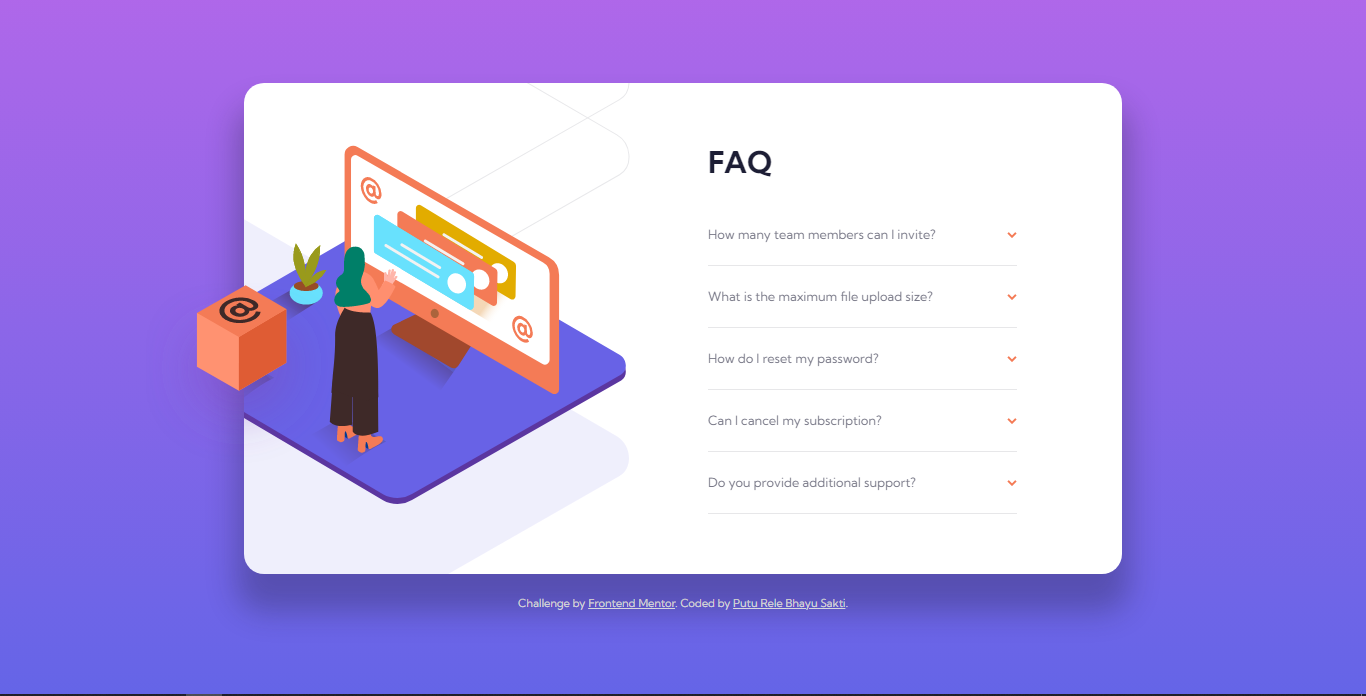 FAQ
How many team members can I invite?
What is the maximum file upload size?
How do I reset my password?
Can I cancel my subscription?
Do you provide additional support?
@
@
@
Challenge by Frontend Mentor. Coded by Putu Rele Bhayu Sakti.